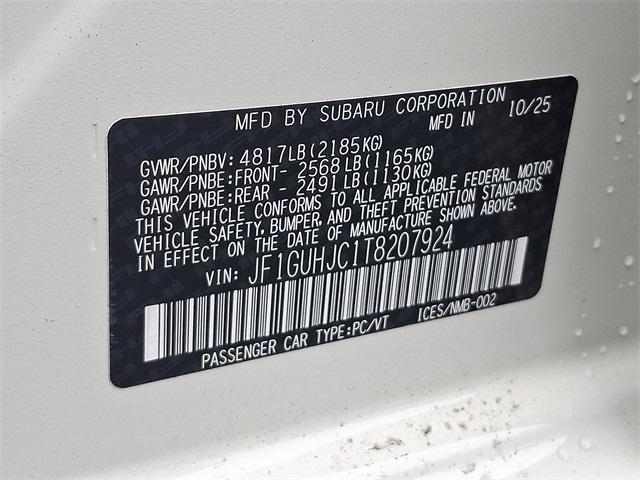 MFD BY SUBARU CORPORATION
MFD IN 10/25
GVWR/PNBV: 4817LB(2185KG)
GAWR/PNBE:FRONT- 2568LB(1165KG)
GAWR/PNBE:REAR - 2491LB(1130KG)
THIS VEHICLE CONFORMS TO ALL APPLICABLE FEDERAL MOTOR
VEHICLE SAFETY, BUMPER, AND THEFT PREVENTION STANDARDS
IN EFFECT ON THE DATE OF MANUFACTURE SHOWN ABOVE.
VIN: JF1GUHJC1T8207924
PASSENGER CAR TYPE:PC/VT ICES/NMB-002